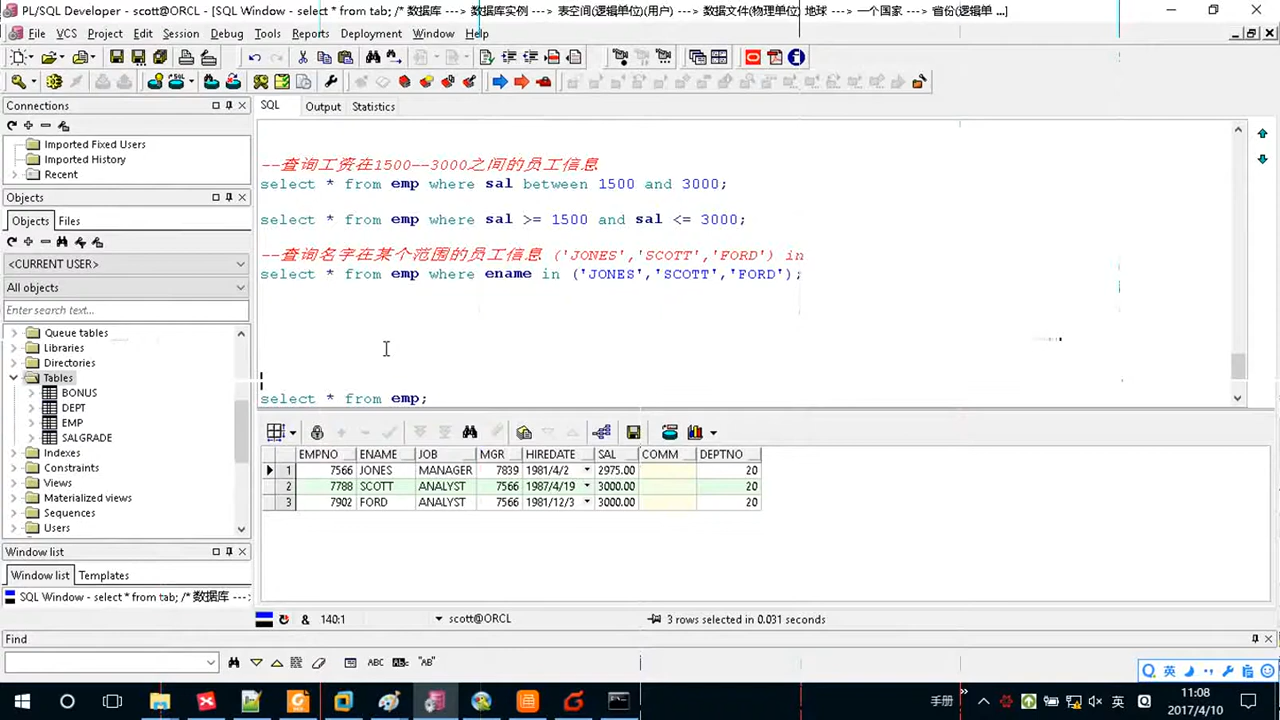 PL/SQL Developer - scott@ORCL - [SQL Window - select * from tab; /* 数据库 ---> 数据库实例 ---> 表空间(逻辑单位)(用户) ---> 数据文件(物理单位) 地球 ---> 一个国家 ---> 省份(逻辑单 ...]
File VCS Project Edit Session Debug Tools Reports Deployment Window Help
Connections
Imported Fixed Users
Imported History
Recent
Objects
Objects Files
<CURRENT USER>
All objects
Enter search text...
Queue tables
Libraries
Directories
Tables
BONUS
DEPT
EMP
SALGRADE
Indexes
Constraints
Views
Materialized views
Sequences
Users
Window list
Window list Templates
SQL Window - select * from tab; /* 数据库 --->
SQL Output Statistics
--查询工资在1500--3000之间的员工信息
select * from emp where sal between 1500 and 3000;
select * from emp where sal >= 1500 and sal <= 3000;
--查询名字在某个范围的员工信息 ('JONES','SCOTT','FORD') in
select * from emp where ename in ('JONES','SCOTT','FORD');
select * from emp;
EMPNO ENAME JOB MGR HIREDATE SAL COMM DEPTNO
1 7566 JONES MANAGER 7839 1981/4/2 2975.00 20
2 7788 SCOTT ANALYST 7566 1987/4/19 3000.00 20
3 7902 FORD ANALYST 7566 1981/12/3 3000.00 20
& 140:1 scott@ORCL 3 rows selected in 0.031 seconds
Find
ABC "AB"
英
手册 英 11:08
2017/4/10